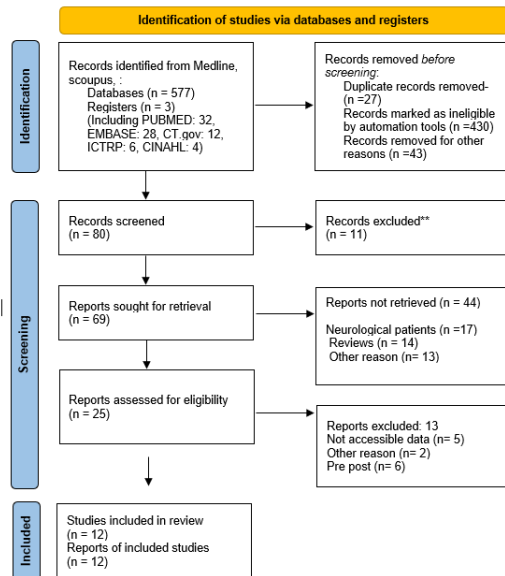 Identification of studies via databases and registers
Identification
Records identified from Medline,
scoupus, :
Databases (n = 577)
Registers (n = 3)
(Including PUBMED: 32,
EMBASE: 28, CT.gov: 12,
ICTRP: 6, CINAHL: 4)
Records removed before
screening:
Duplicate records removed-
(n =27)
Records marked as ineligible
by automation tools (n =430)
Records removed for other
reasons (n =43)
Screening
Records screened
(n = 80)
Records excluded**
(n = 11)
Reports sought for retrieval
(n = 69)
Reports not retrieved (n = 44)
Neurological patients (n =17)
Reviews (n = 14)
Other reason (n= 13)
Reports assessed for eligibility
(n = 25)
Reports excluded: 13
Not accessible data (n= 5)
Other reason (n= 2)
Pre post (n= 6)
Included
Studies included in review
(n = 12)
Reports of included studies
(n = 12)